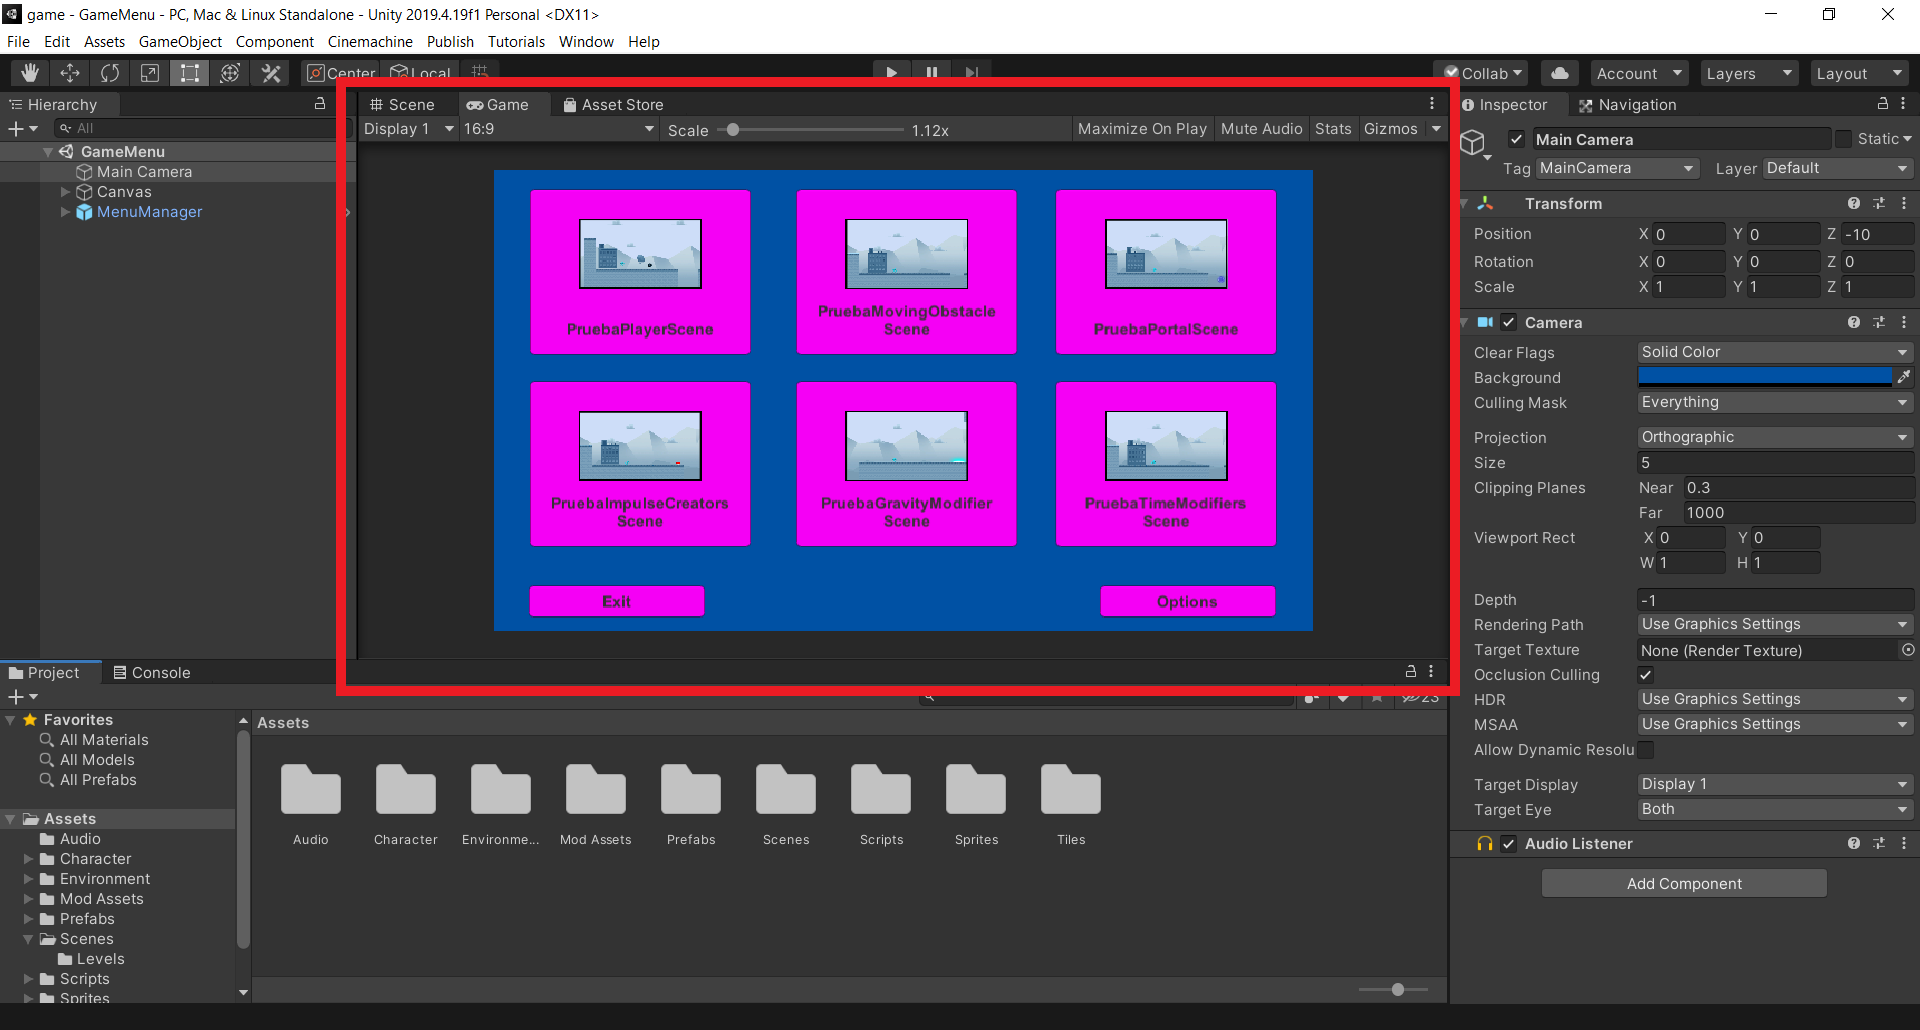 game - GameMenu - PC, Mac & Linux Standalone - Unity 2019.4.19f1 Personal <DX11>
File Edit Assets GameObject Component Cinemachine Publish Tutorials Window Help
Center Local Collab Account Layers Layout
Hierarchy
All
GameMenu
Main Camera
Canvas
MenuManager
Scene Game Asset Store
Display 1 16:9 Scale 1.12x Maximize On Play Mute Audio Stats Gizmos
PruebaPlayerScene
PruebaMovingObstacle
Scene
PruebaPortalScene
PruebaImpulseCreators
Scene
PruebaGravityModifier
Scene
PruebaTimeModifiers
Scene
Exit
Options
Inspector Navigation
Main Camera Static
Tag MainCamera Layer Default
Transform
Position X 0 Y 0 Z -10
Rotation X 0 Y 0 Z 0
Scale X 1 Y 1 Z 1
Camera
Clear Flags Solid Color
Background
Culling Mask Everything
Projection Orthographic
Size 5
Clipping Planes Near 0.3
Far 1000
Viewport Rect X 0 Y 0
W 1 H 1
Depth -1
Rendering Path Use Graphics Settings
Target Texture None (Render Texture)
Occlusion Culling
HDR Use Graphics Settings
MSAA Use Graphics Settings
Allow Dynamic Resolu
Target Display Display 1
Target Eye Both
Audio Listener
Add Component
Project Console
23
Favorites
All Materials
All Models
All Prefabs
Assets
Audio
Character
Environment
Mod Assets
Prefabs
Scenes
Levels
Scripts
Sprites
Assets
Audio Character Environme... Mod Assets Prefabs Scenes Scripts Sprites Tiles